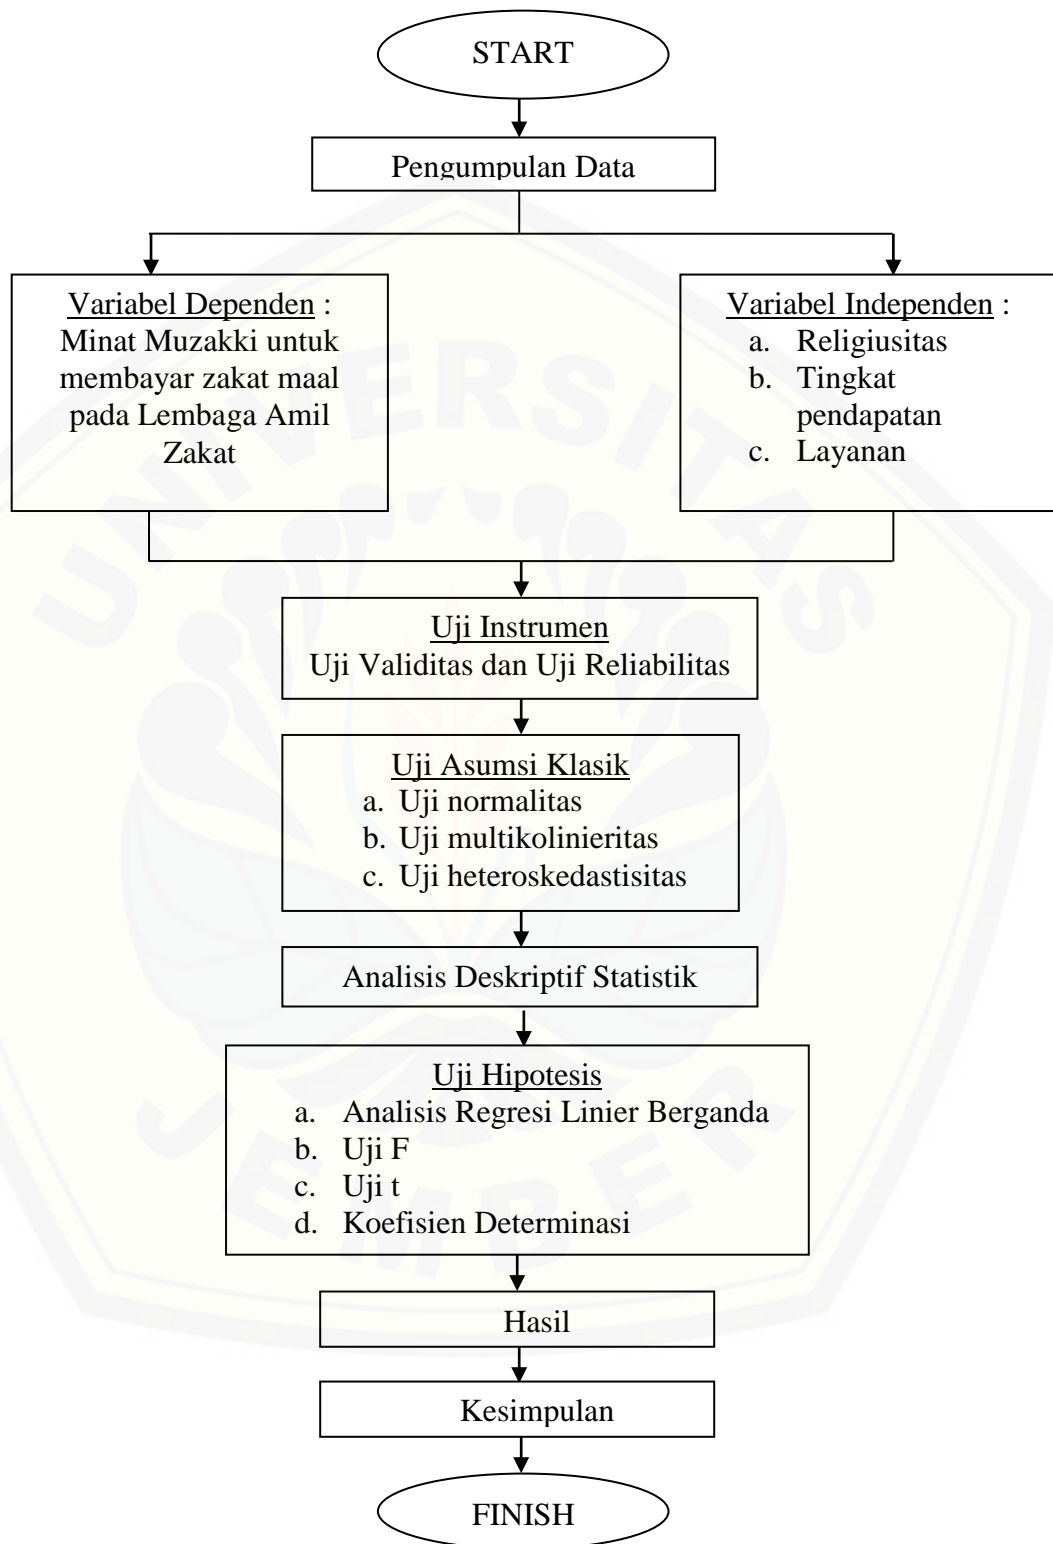 START
Pengumpulan Data
Variabel Dependen :
Minat Muzakki untuk
membayar zakat maal
pada Lembaga Amil
Zakat
Variabel Independen :
a. Religiusitas
b. Tingkat
pendapatan
c. Layanan
Uji Instrumen
Uji Validitas dan Uji Reliabilitas
Uji Asumsi Klasik
a. Uji normalitas
b. Uji multikolinieritas
c. Uji heteroskedastisitas
Analisis Deskriptif Statistik
Uji Hipotesis
a. Analisis Regresi Linier Berganda
b. Uji F
c. Uji t
d. Koefisien Determinasi
Hasil
Kesimpulan
FINISH
UNIVERSITAS
JEMBER